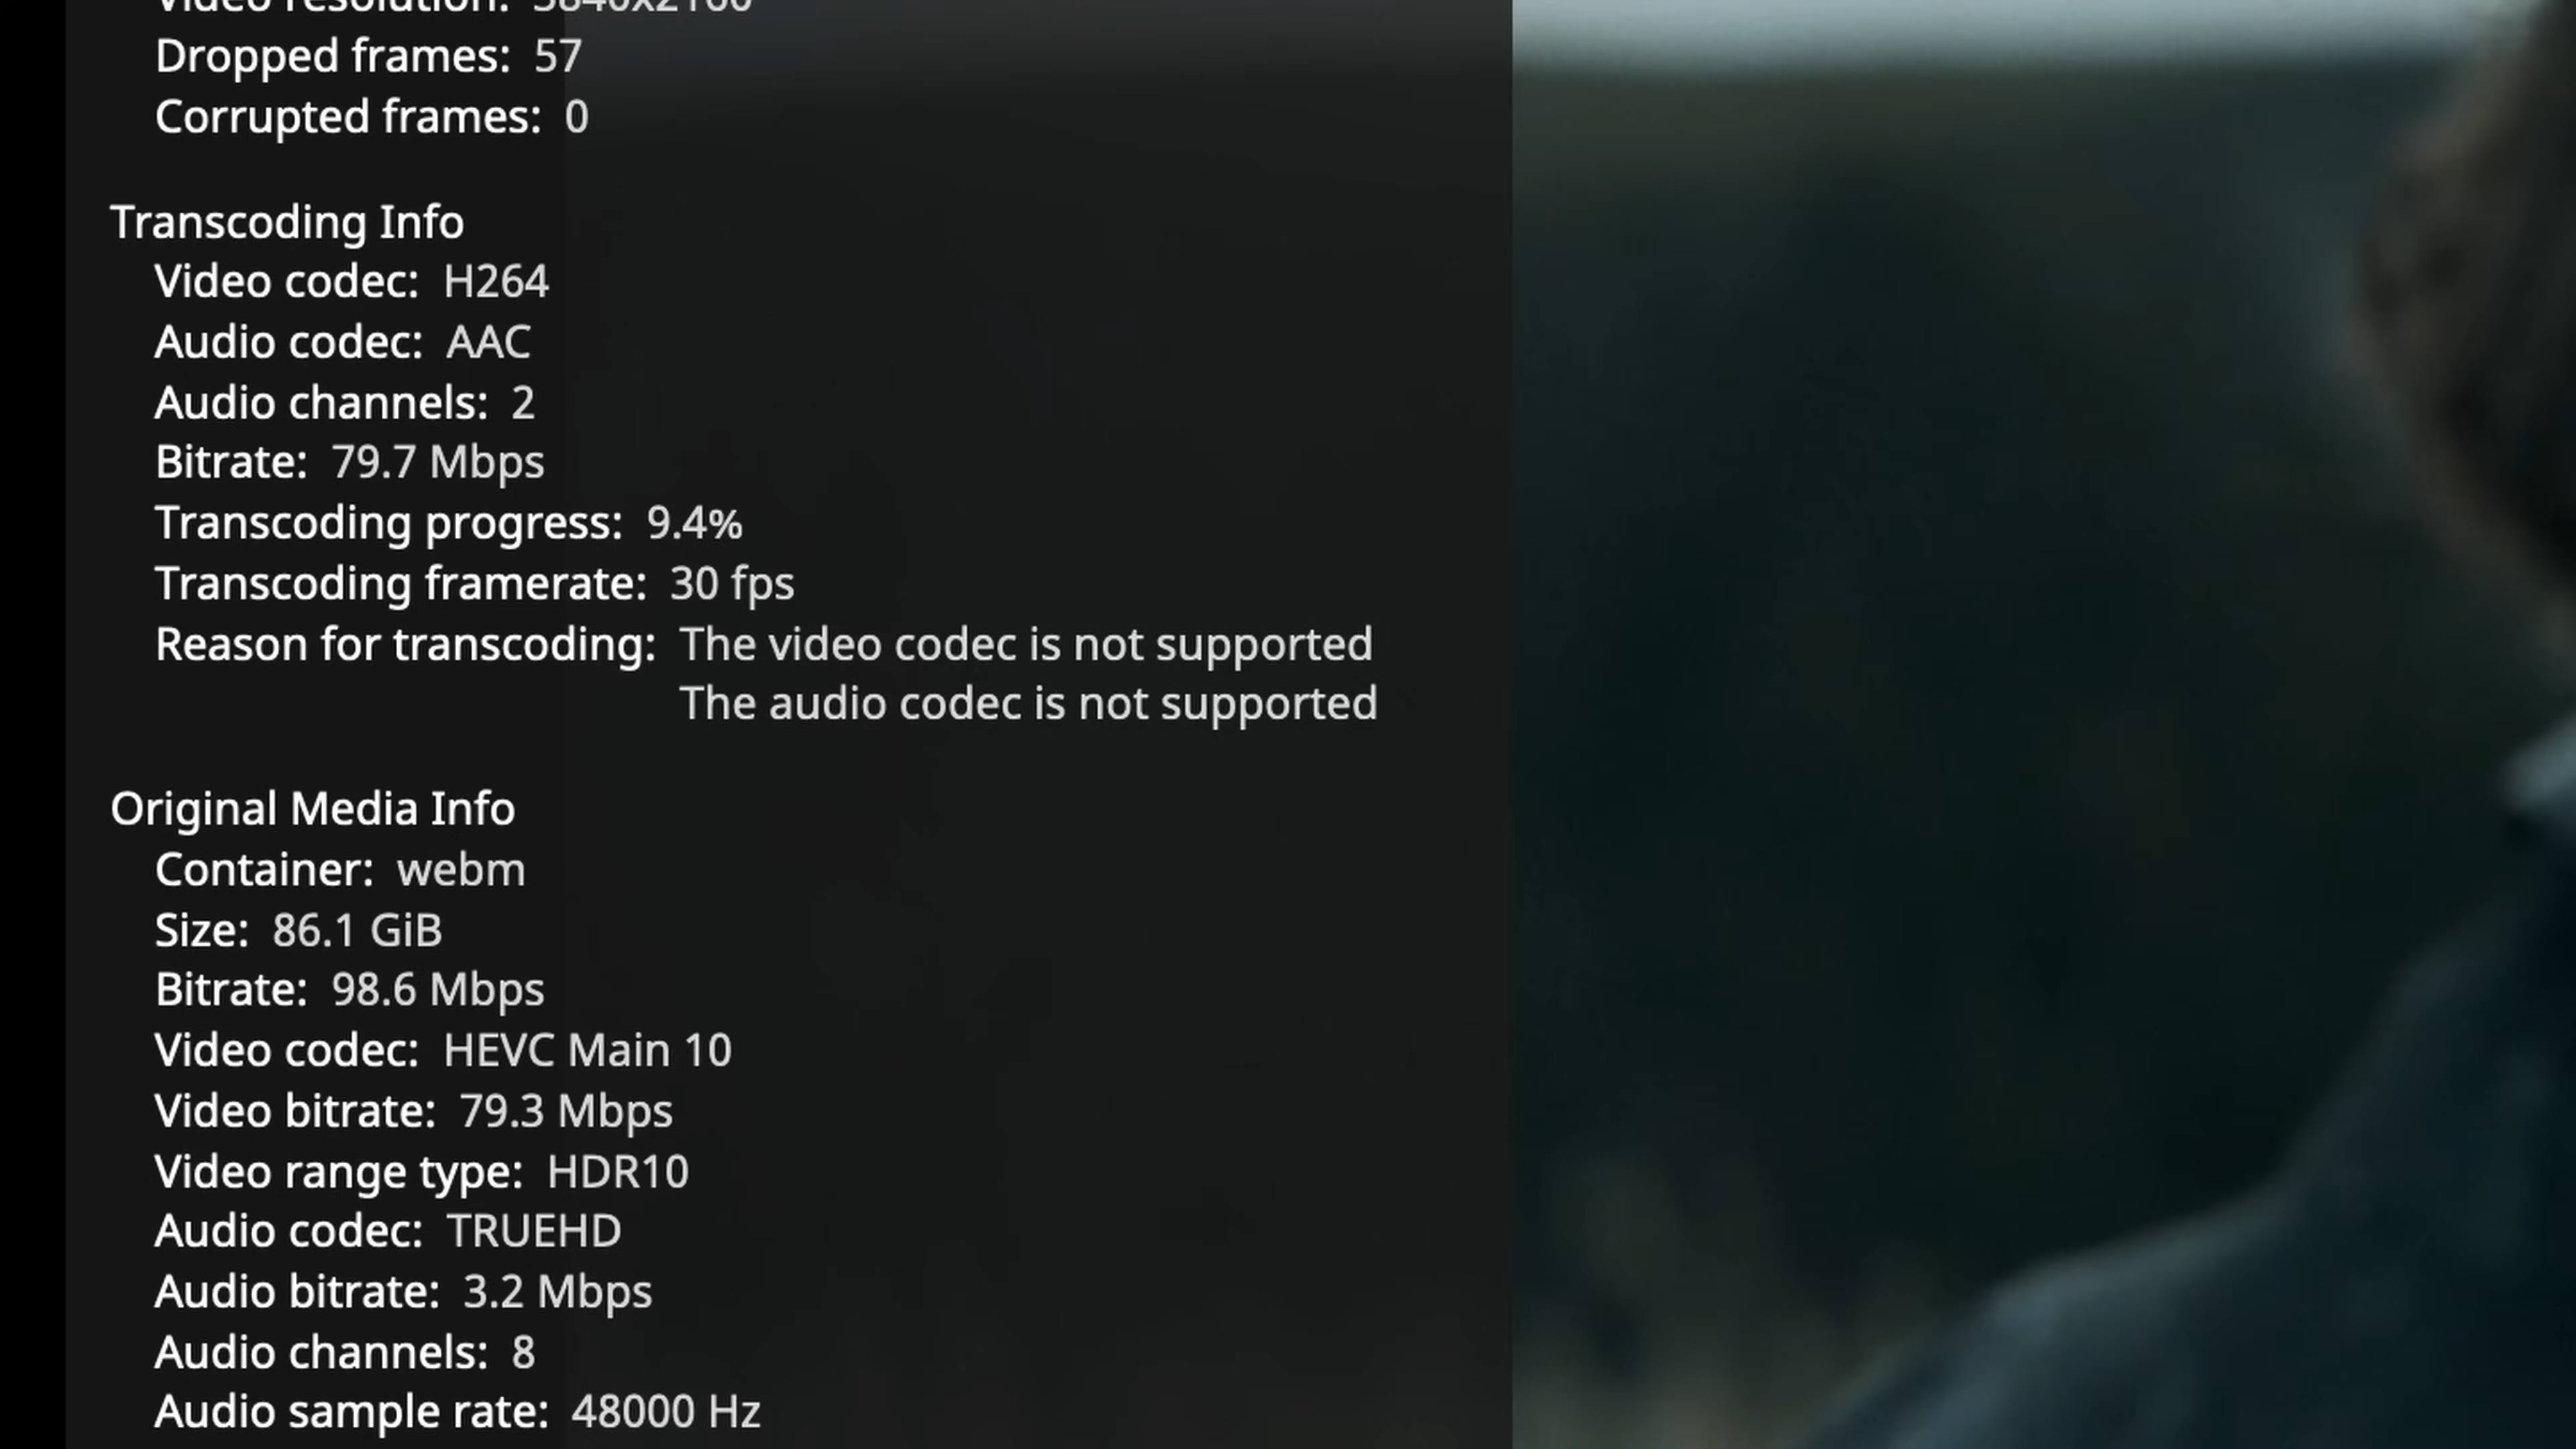 Video resolution: 3840x2160
Dropped frames: 57
Corrupted frames: 0
Transcoding Info
Video codec: H264
Audio codec: AAC
Audio channels: 2
Bitrate: 79.7 Mbps
Transcoding progress: 9.4%
Transcoding framerate: 30 fps
Reason for transcoding: The video codec is not supported
The audio codec is not supported
Original Media Info
Container: webm
Size: 86.1 GiB
Bitrate: 98.6 Mbps
Video codec: HEVC Main 10
Video bitrate: 79.3 Mbps
Video range type: HDR10
Audio codec: TRUEHD
Audio bitrate: 3.2 Mbps
Audio channels: 8
Audio sample rate: 48000 Hz